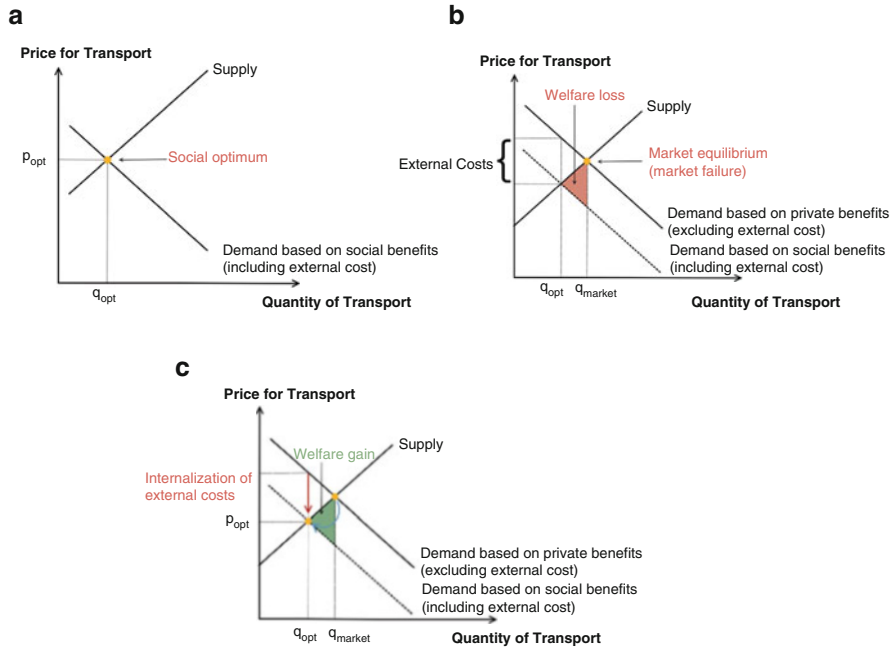 a
Price for Transport
Supply
p_opt
Social optimum
Demand based on social benefits
(including external cost)
q_opt
Quantity of Transport
b
Price for Transport
Welfare loss
Supply
External Costs {
Market equilibrium
(market failure)
Demand based on private benefits
(excluding external cost)
Demand based on social benefits
(including external cost)
q_opt q_market
Quantity of Transport
c
Price for Transport
Supply
Welfare gain
Internalization of
external costs
p_opt
Demand based on private benefits
(excluding external cost)
Demand based on social benefits
(including external cost)
q_opt q_market
Quantity of Transport